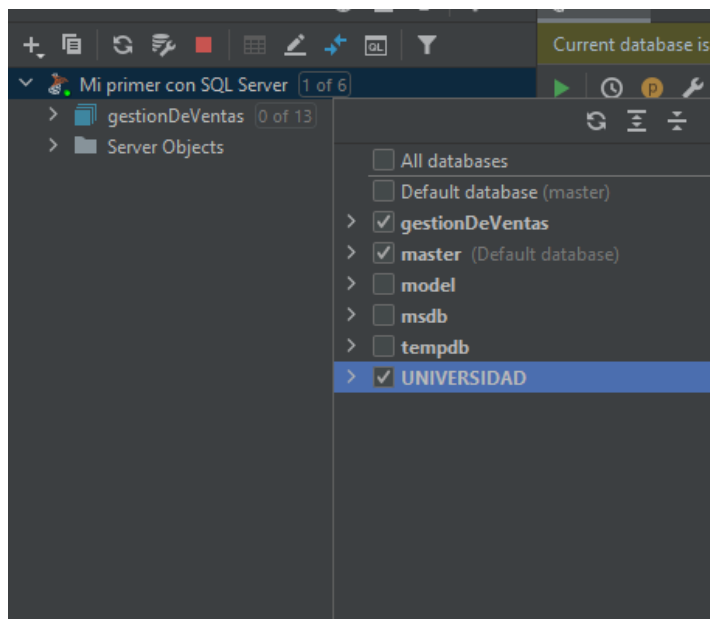 QL
Current database is
Mi primer con SQL Server 1 of 6
p
gestionDeVentas 0 of 13
Server Objects
All databases
Default database (master)
gestionDeVentas
master (Default database)
model
msdb
tempdb
UNIVERSIDAD